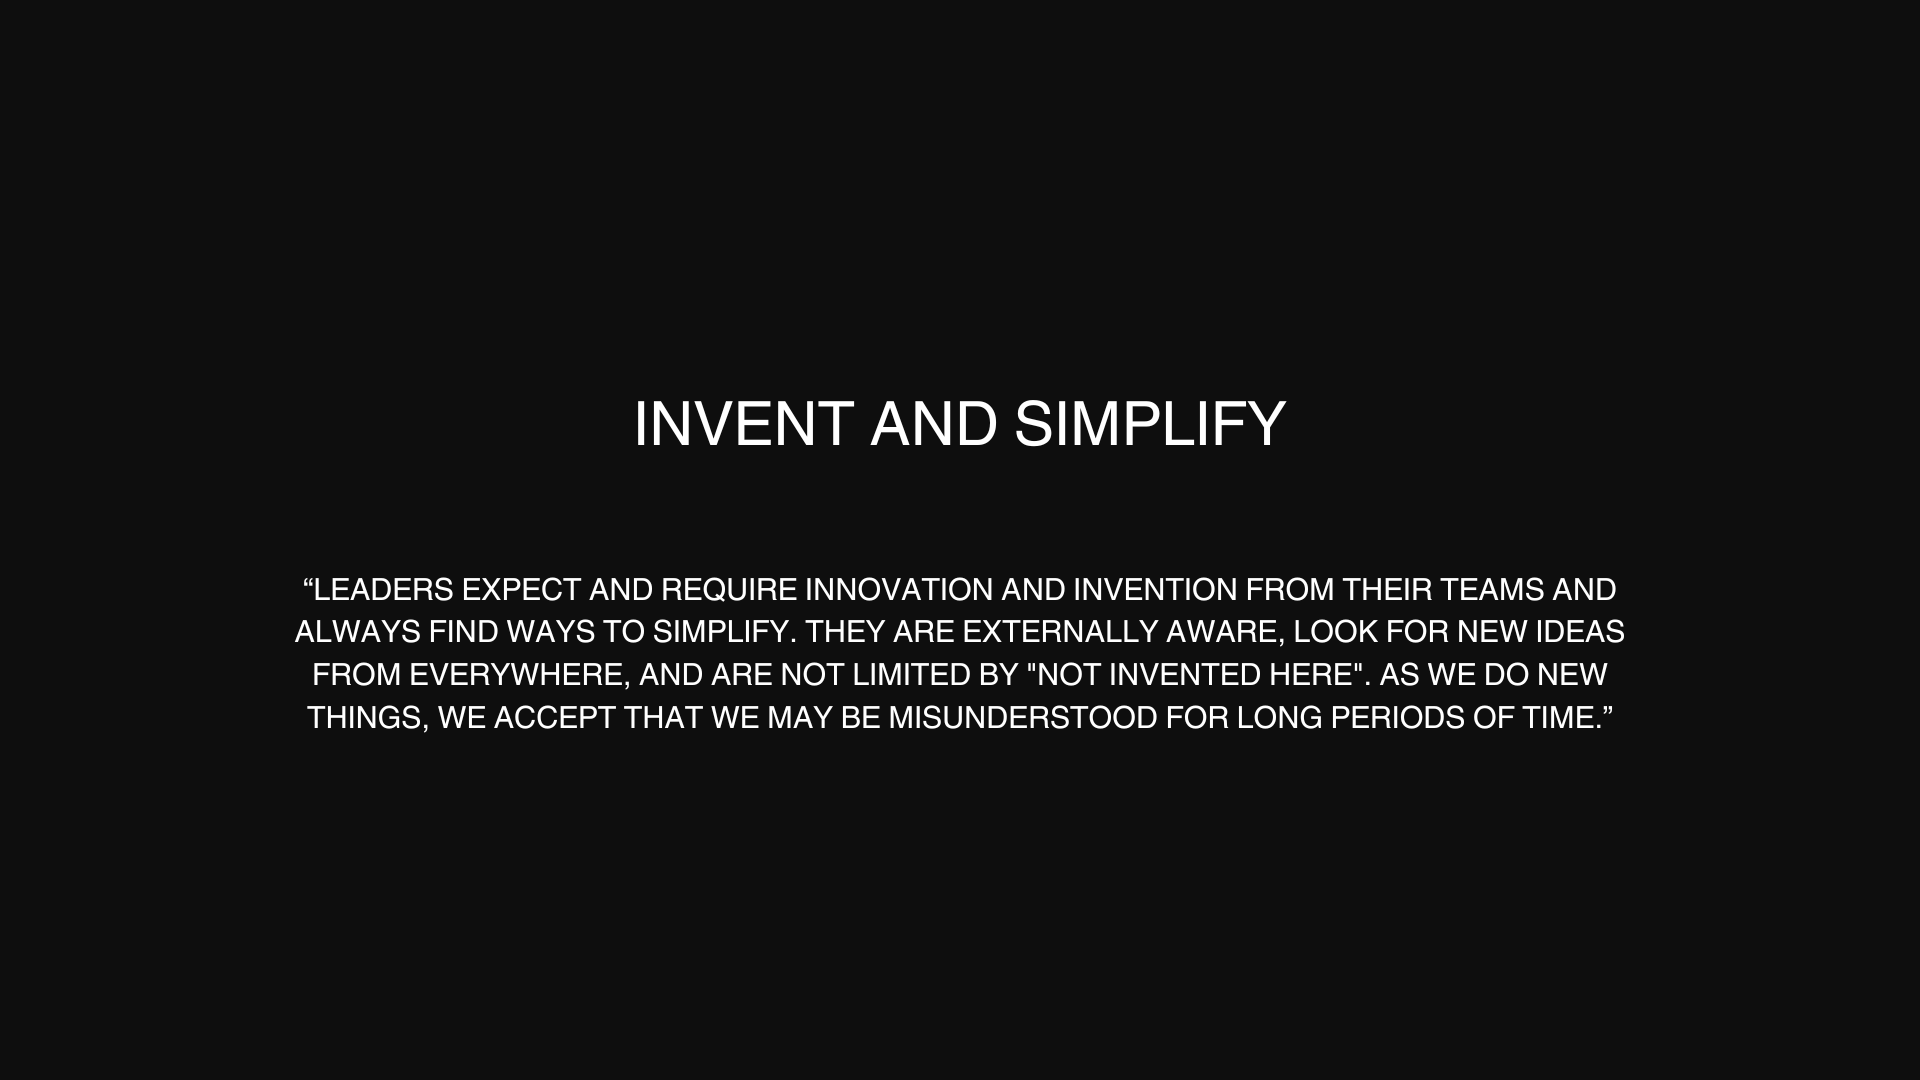 INVENT AND SIMPLIFY
“LEADERS EXPECT AND REQUIRE INNOVATION AND INVENTION FROM THEIR TEAMS AND
ALWAYS FIND WAYS TO SIMPLIFY. THEY ARE EXTERNALLY AWARE, LOOK FOR NEW IDEAS
FROM EVERYWHERE, AND ARE NOT LIMITED BY "NOT INVENTED HERE". AS WE DO NEW
THINGS, WE ACCEPT THAT WE MAY BE MISUNDERSTOOD FOR LONG PERIODS OF TIME.”